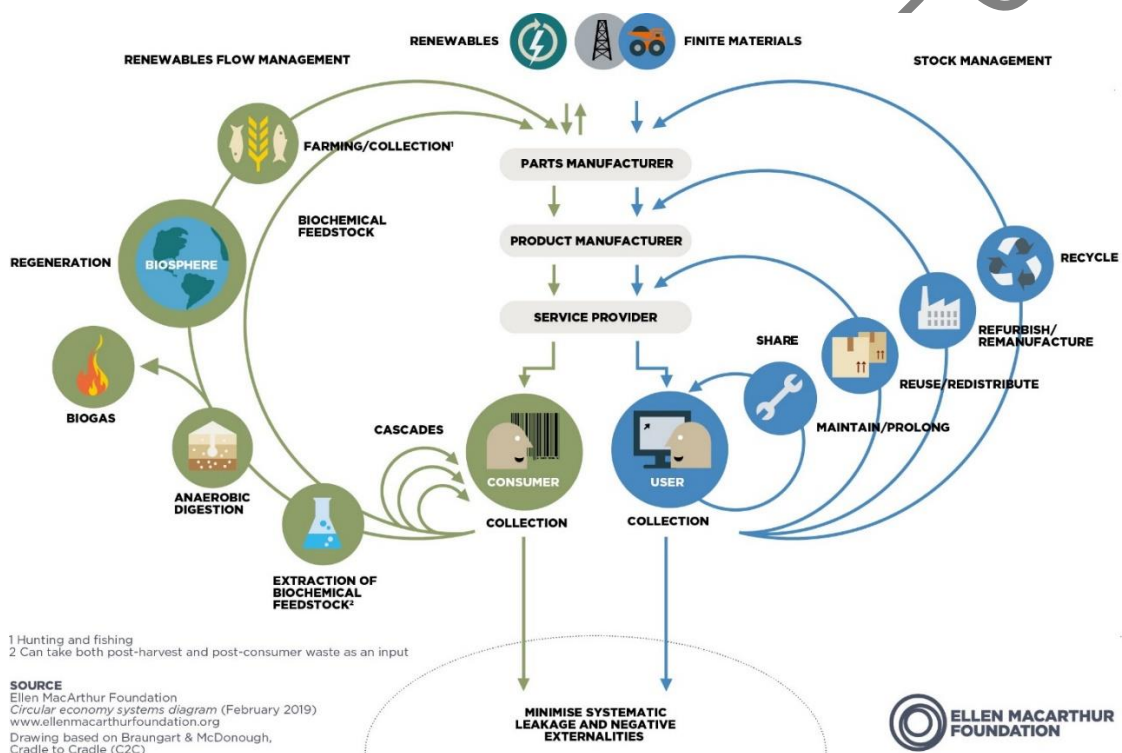 RENEWABLES
FINITE MATERIALS
RENEWABLES FLOW MANAGEMENT
STOCK MANAGEMENT
FARMING/COLLECTION¹
PARTS MANUFACTURER
BIOCHEMICAL
FEEDSTOCK
PRODUCT MANUFACTURER
REGENERATION
BIOSPHERE
RECYCLE
SERVICE PROVIDER
SHARE
REFURBISH/
REMANUFACTURE
REUSE/REDISTRIBUTE
BIOGAS
MAINTAIN/PROLONG
CASCADES
CONSUMER
USER
ANAEROBIC
DIGESTION
COLLECTION
COLLECTION
EXTRACTION OF
BIOCHEMICAL
FEEDSTOCK²
1 Hunting and fishing
2 Can take both post-harvest and post-consumer waste as an input
SOURCE
Ellen MacArthur Foundation
Circular economy systems diagram (February 2019)
www.ellenmacarthurfoundation.org
Drawing based on Braungart & McDonough,
Cradle to Cradle (C2C)
MINIMISE SYSTEMATIC
LEAKAGE AND NEGATIVE
EXTERNALITIES
ELLEN MACARTHUR
FOUNDATION